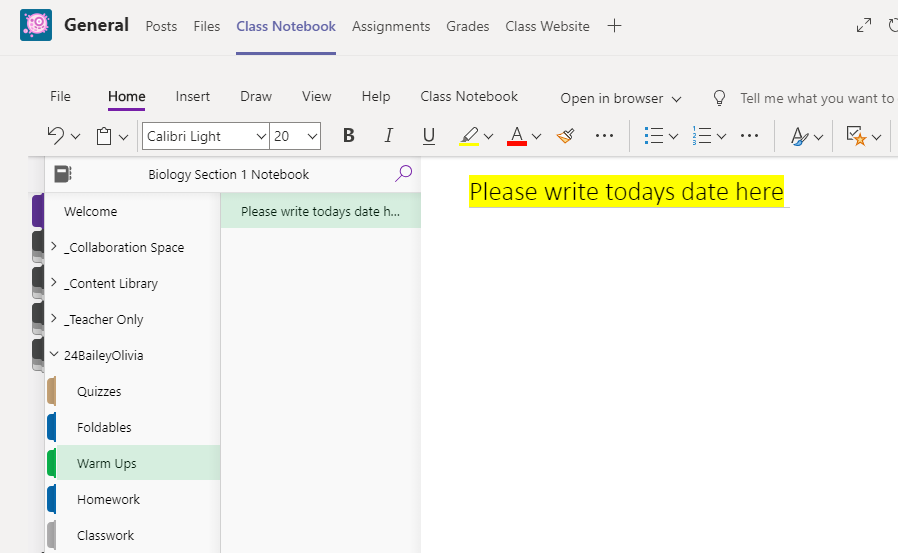 General Posts Files Class Notebook Assignments Grades Class Website
File Home Insert Draw View Help Class Notebook Open in browser Tell me what you want to
Calibri Light 20 B I U A
Biology Section 1 Notebook
Please write todays date here
Welcome
Please write todays date h...
_Collaboration Space
_Content Library
_Teacher Only
24BaileyOlivia
Quizzes
Foldables
Warm Ups
Homework
Classwork